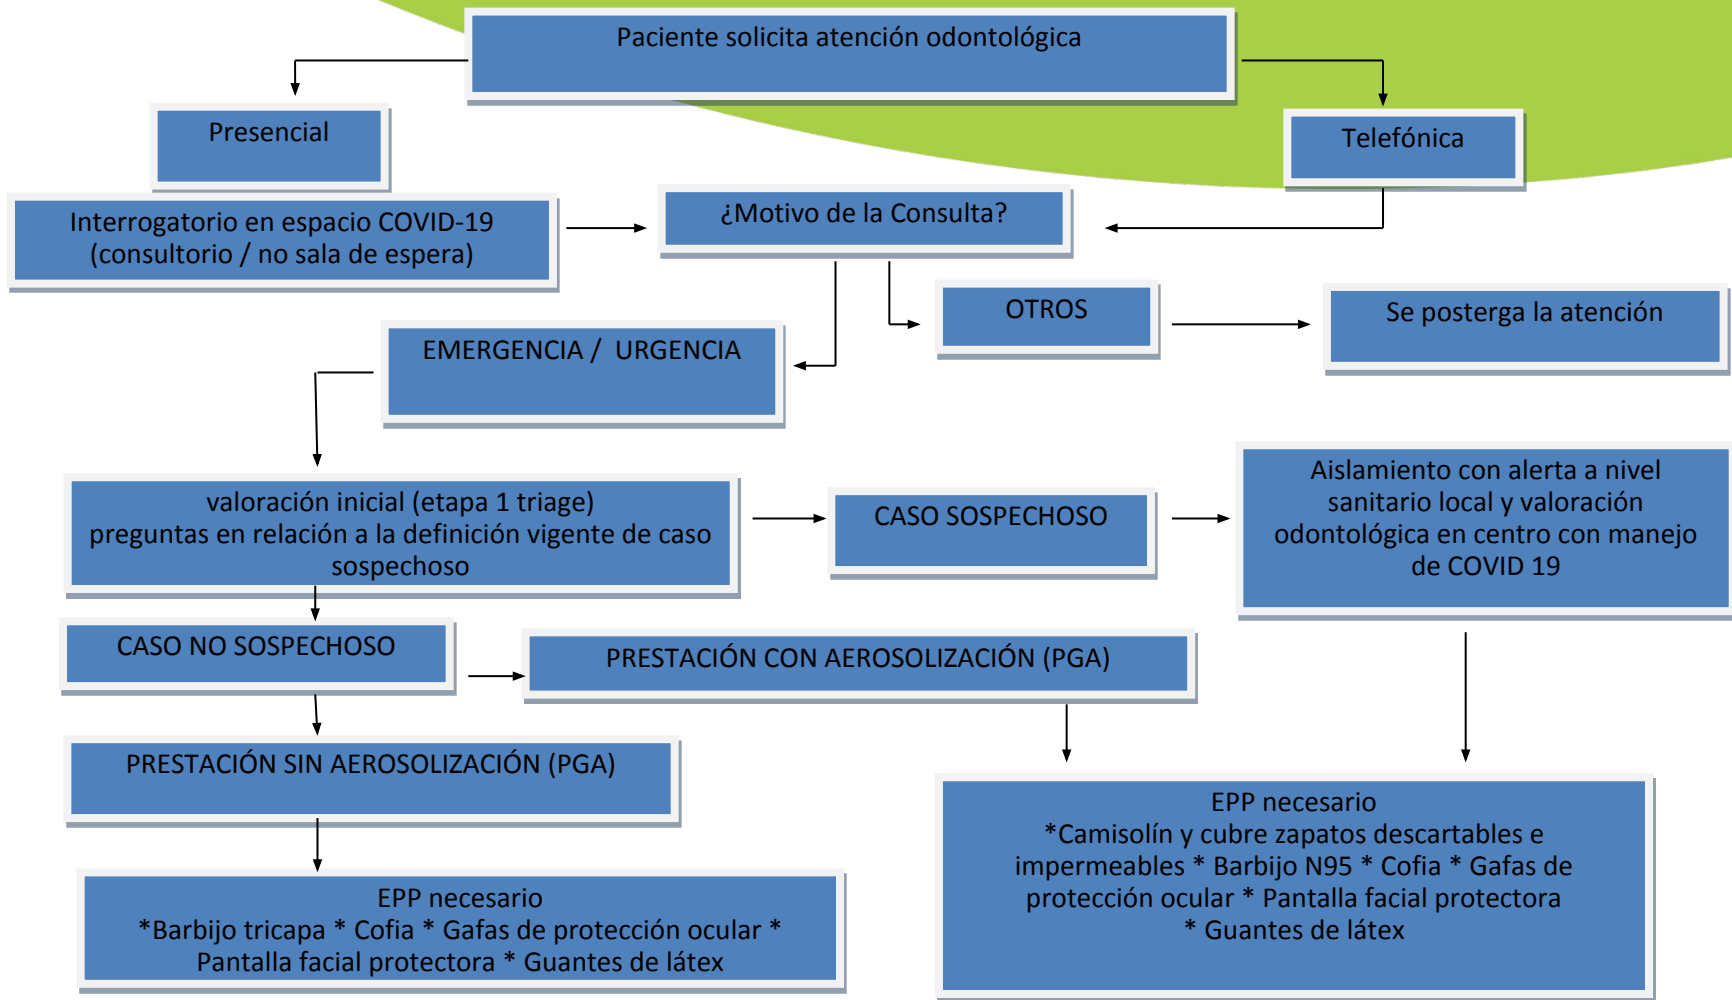 Paciente solicita atención odontológica
Presencial
Telefónica
Interrogatorio en espacio COVID-19
(consultorio / no sala de espera)
¿Motivo de la Consulta?
OTROS
Se posterga la atención
EMERGENCIA / URGENCIA
valoración inicial (etapa 1 triage)
preguntas en relación a la definición vigente de caso
sospechoso
CASO SOSPECHOSO
Aislamiento con alerta a nivel
sanitario local y valoración
odontológica en centro con manejo
de COVID 19
CASO NO SOSPECHOSO
PRESTACIÓN CON AEROSOLIZACIÓN (PGA)
PRESTACIÓN SIN AEROSOLIZACIÓN (PGA)
EPP necesario
*Camisolín y cubre zapatos descartables e
impermeables * Barbijo N95 * Cofia * Gafas de
protección ocular * Pantalla facial protectora
* Guantes de látex
EPP necesario
*Barbijo tricapa * Cofia * Gafas de protección ocular *
Pantalla facial protectora * Guantes de látex